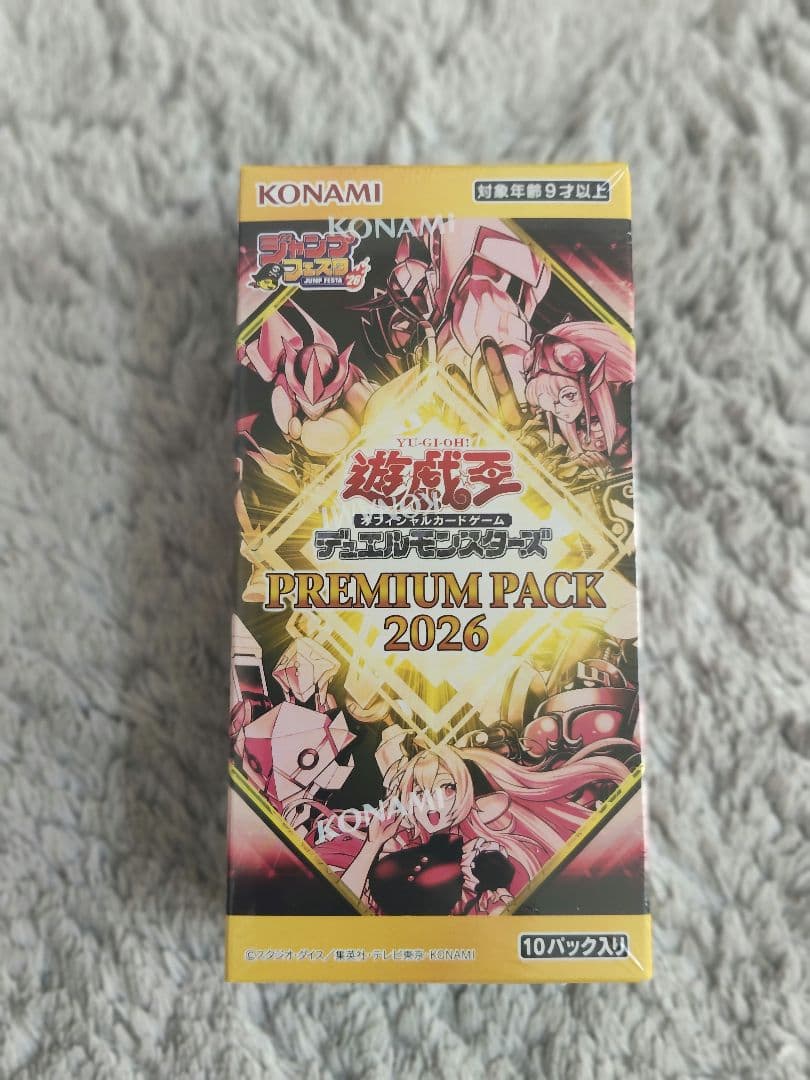 KONAMI
対象年齢9才以上
KONAMI
ジャンプ
フェスタ
JUMP FESTA '26
YU-GI-OH!
遊戯王
KONAMI
オフィシャルカードゲーム
デュエルモンスターズ
PREMIUM PACK
2026
KONAMI
10パック入り
©スタジオ・ダイス/集英社・テレビ東京・KONAMI